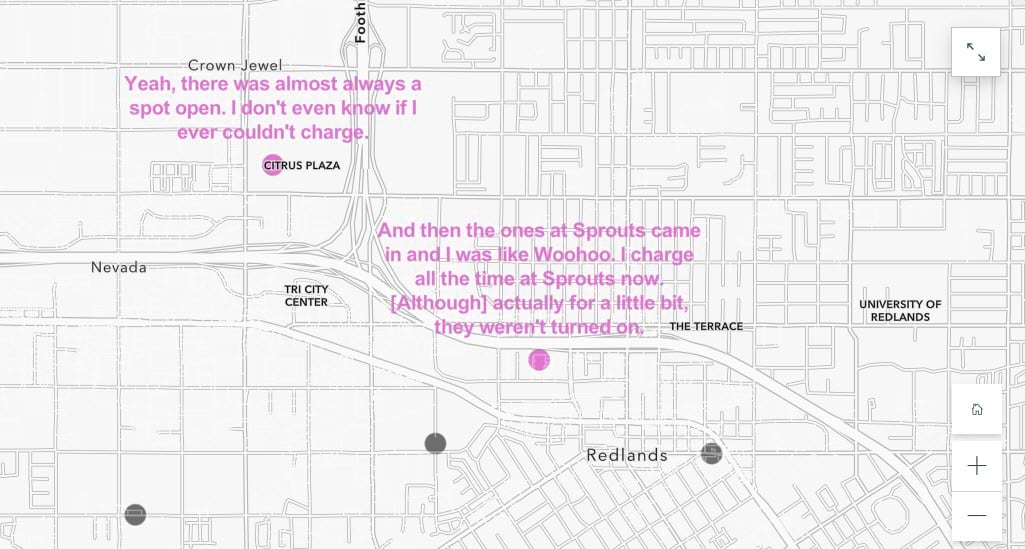 Footh
Crown Jewel
Yeah, there was almost always a
spot open. I don't even know if I
ever couldn't charge.
CITRUS PLAZA
And then the ones at Sprouts came
in and I was like Woohoo. I charge
all the time at Sprouts now.
[Although] actually for a little bit,
they weren't turned on.
Nevada
TRI CITY
CENTER
THE TERRACE
UNIVERSITY OF
REDLANDS
Redlands